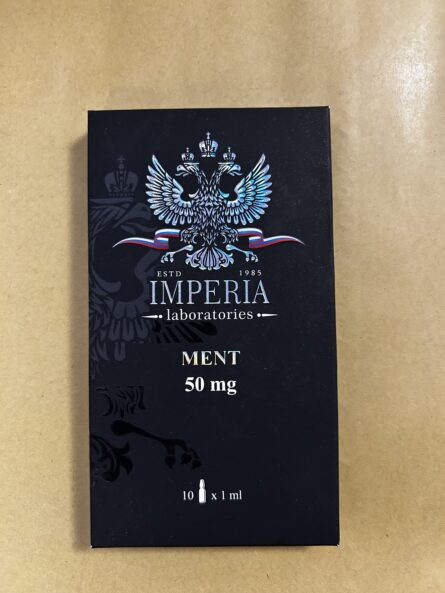 ESTD 1985
IMPERIA
laboratories
MENT
50 mg
10 x 1 ml